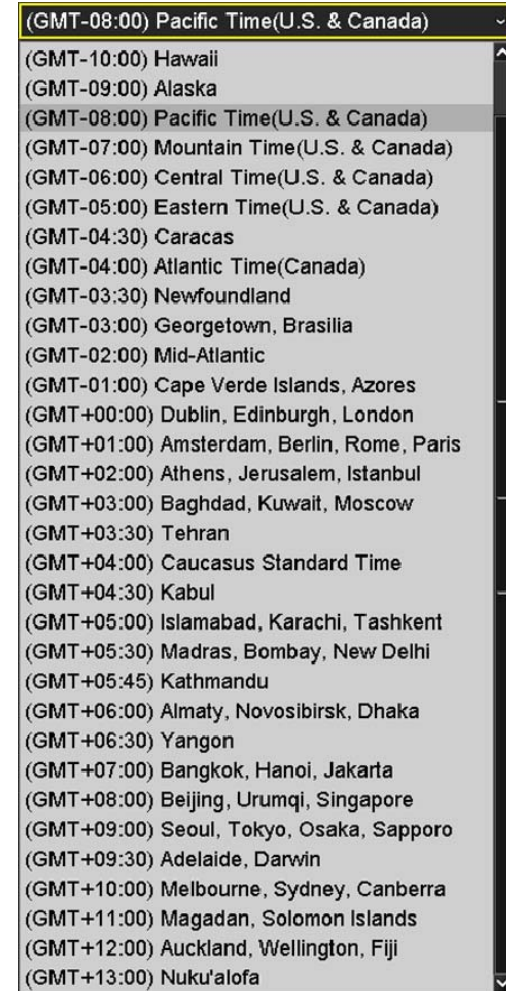 (GMT-08:00) Pacific Time(U.S. & Canada)
(GMT-10:00) Hawaii
(GMT-09:00) Alaska
(GMT-08:00) Pacific Time(U.S. & Canada)
(GMT-07:00) Mountain Time(U.S. & Canada)
(GMT-06:00) Central Time(U.S. & Canada)
(GMT-05:00) Eastern Time(U.S. & Canada)
(GMT-04:30) Caracas
(GMT-04:00) Atlantic Time(Canada)
(GMT-03:30) Newfoundland
(GMT-03:00) Georgetown, Brasilia
(GMT-02:00) Mid-Atlantic
(GMT-01:00) Cape Verde Islands, Azores
(GMT+00:00) Dublin, Edinburgh, London
(GMT+01:00) Amsterdam, Berlin, Rome, Paris
(GMT+02:00) Athens, Jerusalem, Istanbul
(GMT+03:00) Baghdad, Kuwait, Moscow
(GMT+03:30) Tehran
(GMT+04:00) Caucasus Standard Time
(GMT+04:30) Kabul
(GMT+05:00) Islamabad, Karachi, Tashkent
(GMT+05:30) Madras, Bombay, New Delhi
(GMT+05:45) Kathmandu
(GMT+06:00) Almaty, Novosibirsk, Dhaka
(GMT+06:30) Yangon
(GMT+07:00) Bangkok, Hanoi, Jakarta
(GMT+08:00) Beijing, Urumqi, Singapore
(GMT+09:00) Seoul, Tokyo, Osaka, Sapporo
(GMT+09:30) Adelaide, Darwin
(GMT+10:00) Melbourne, Sydney, Canberra
(GMT+11:00) Magadan, Solomon Islands
(GMT+12:00) Auckland, Wellington, Fiji
(GMT+13:00) Nuku'alofa